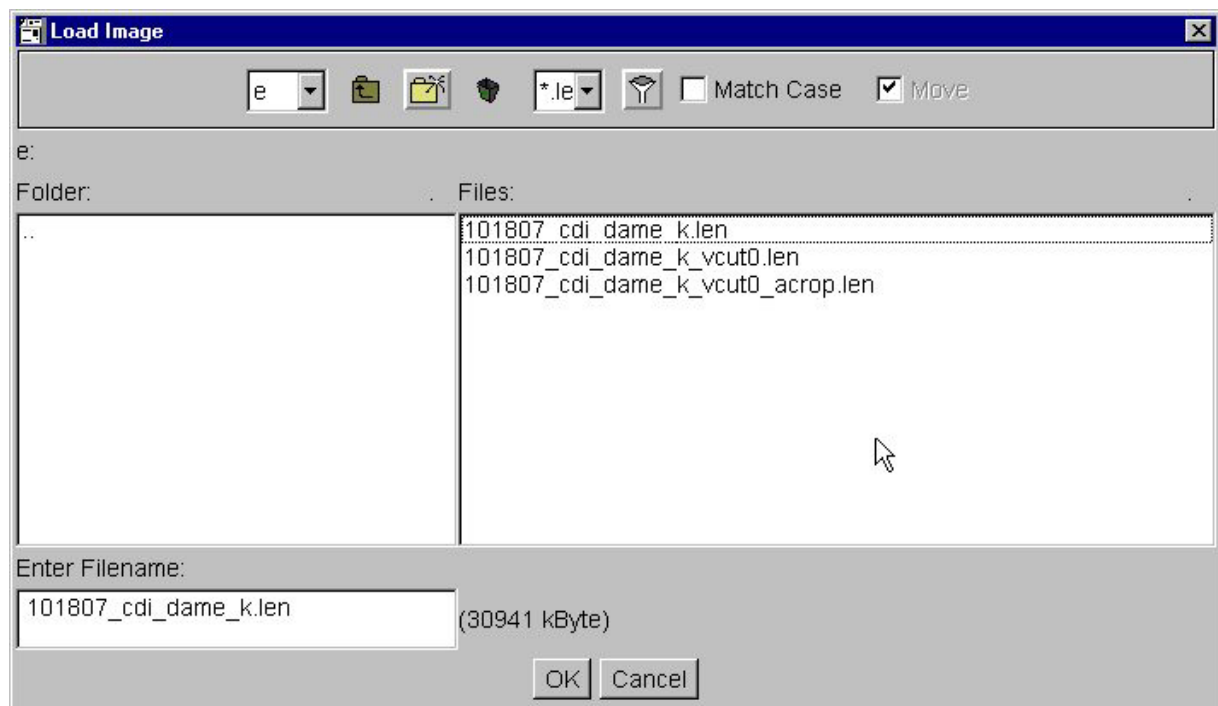 Load Image
e *.le Match Case Move
e:
Folder: . Files: .
..
101807_cdi_dame_k.len
101807_cdi_dame_k_vcut0.len
101807_cdi_dame_k_vcut0_acrop.len
Enter Filename:
101807_cdi_dame_k.len (30941 kByte)
OK Cancel